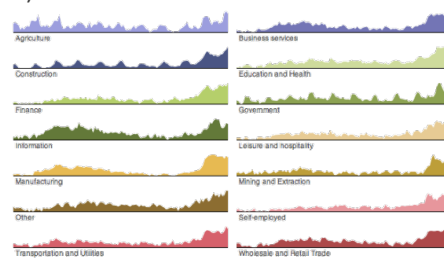 Agriculture
Business services
Construction
Education and Health
Finance
Government
Information
Leisure and hospitality
Manufacturing
Mining and Extraction
Other
Self-employed
Transportation and Utilities
Wholesale and Retail Trade